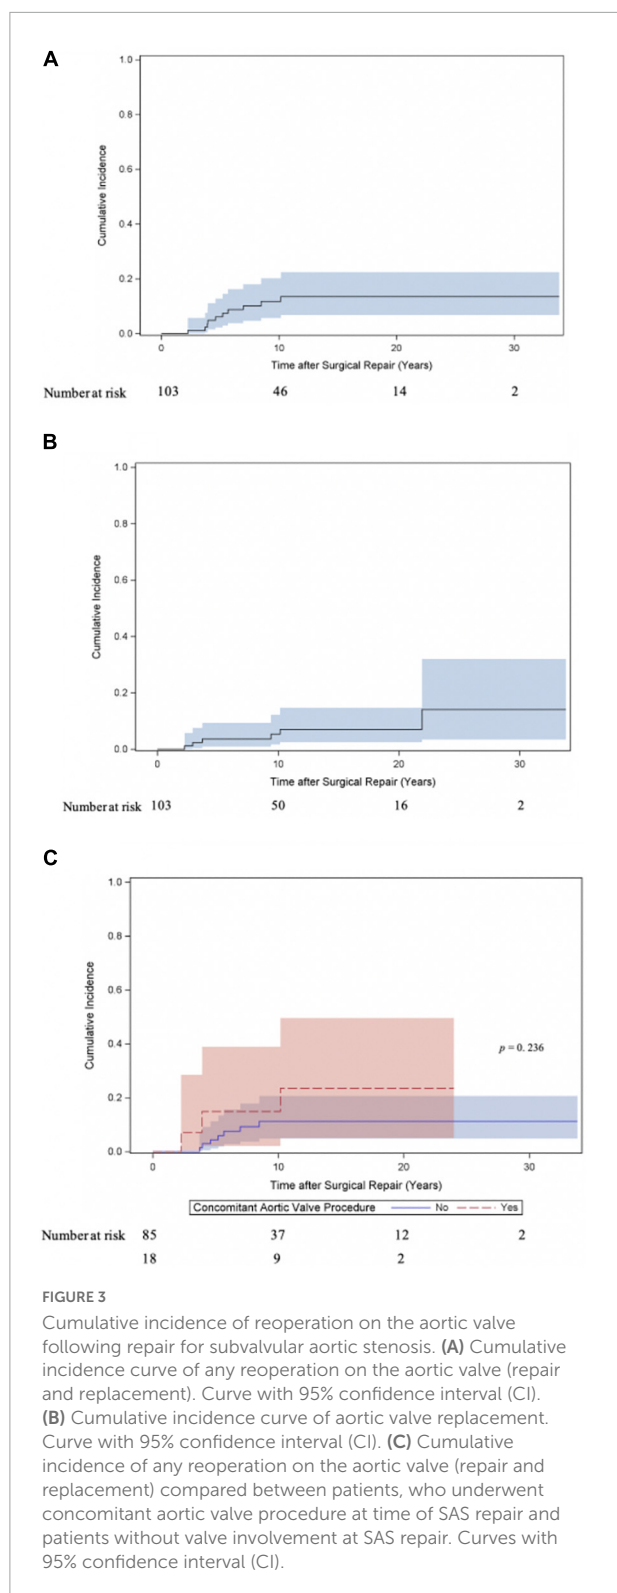 A
1.0
0.8
0.6
0.4
0.2
0.0
Cumulative Incidence
0 10 20 30
Time after Surgical Repair (Years)
Number at risk 103 46 14 2
B
1.0
0.8
0.6
0.4
0.2
0.0
Cumulative Incidence
0 10 20 30
Time after Surgical Repair (Years)
Number at risk 103 50 16 2
C
1.0
0.8
0.6
0.4
0.2
0.0
Cumulative Incidence
p = 0. 236
0 10 20 30
Time after Surgical Repair (Years)
Concomitant Aortic Valve Procedure No Yes
Number at risk 85 37 12 2
18 9 2
FIGURE 3
Cumulative incidence of reoperation on the aortic valve
following repair for subvalvular aortic stenosis. (A) Cumulative
incidence curve of any reoperation on the aortic valve (repair
and replacement). Curve with 95% confidence interval (CI).
(B) Cumulative incidence curve of aortic valve replacement.
Curve with 95% confidence interval (CI). (C) Cumulative
incidence of any reoperation on the aortic valve (repair and
replacement) compared between patients, who underwent
concomitant aortic valve procedure at time of SAS repair and
patients without valve involvement at SAS repair. Curves with
95% confidence interval (CI).